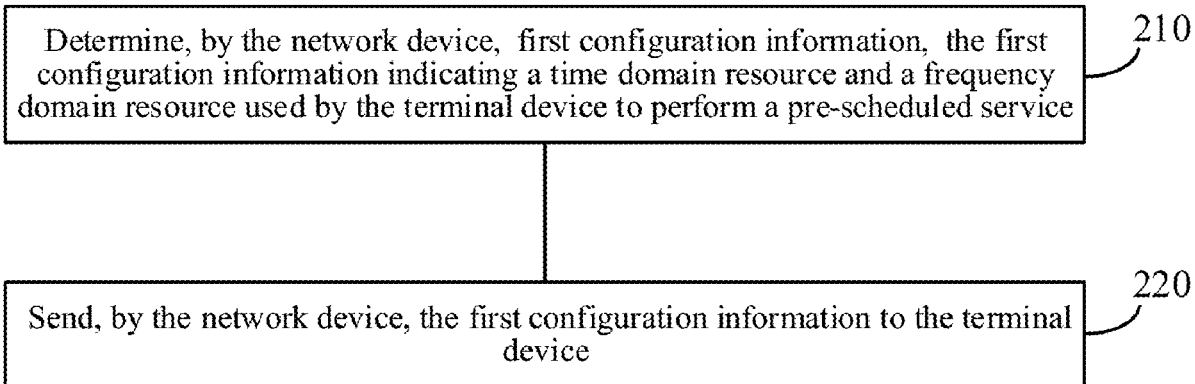 Determine, by the network device, first configuration information, the first
configuration information indicating a time domain resource and a frequency
domain resource used by the terminal device to perform a pre-scheduled service
210
Send, by the network device, the first configuration information to the terminal
device
220